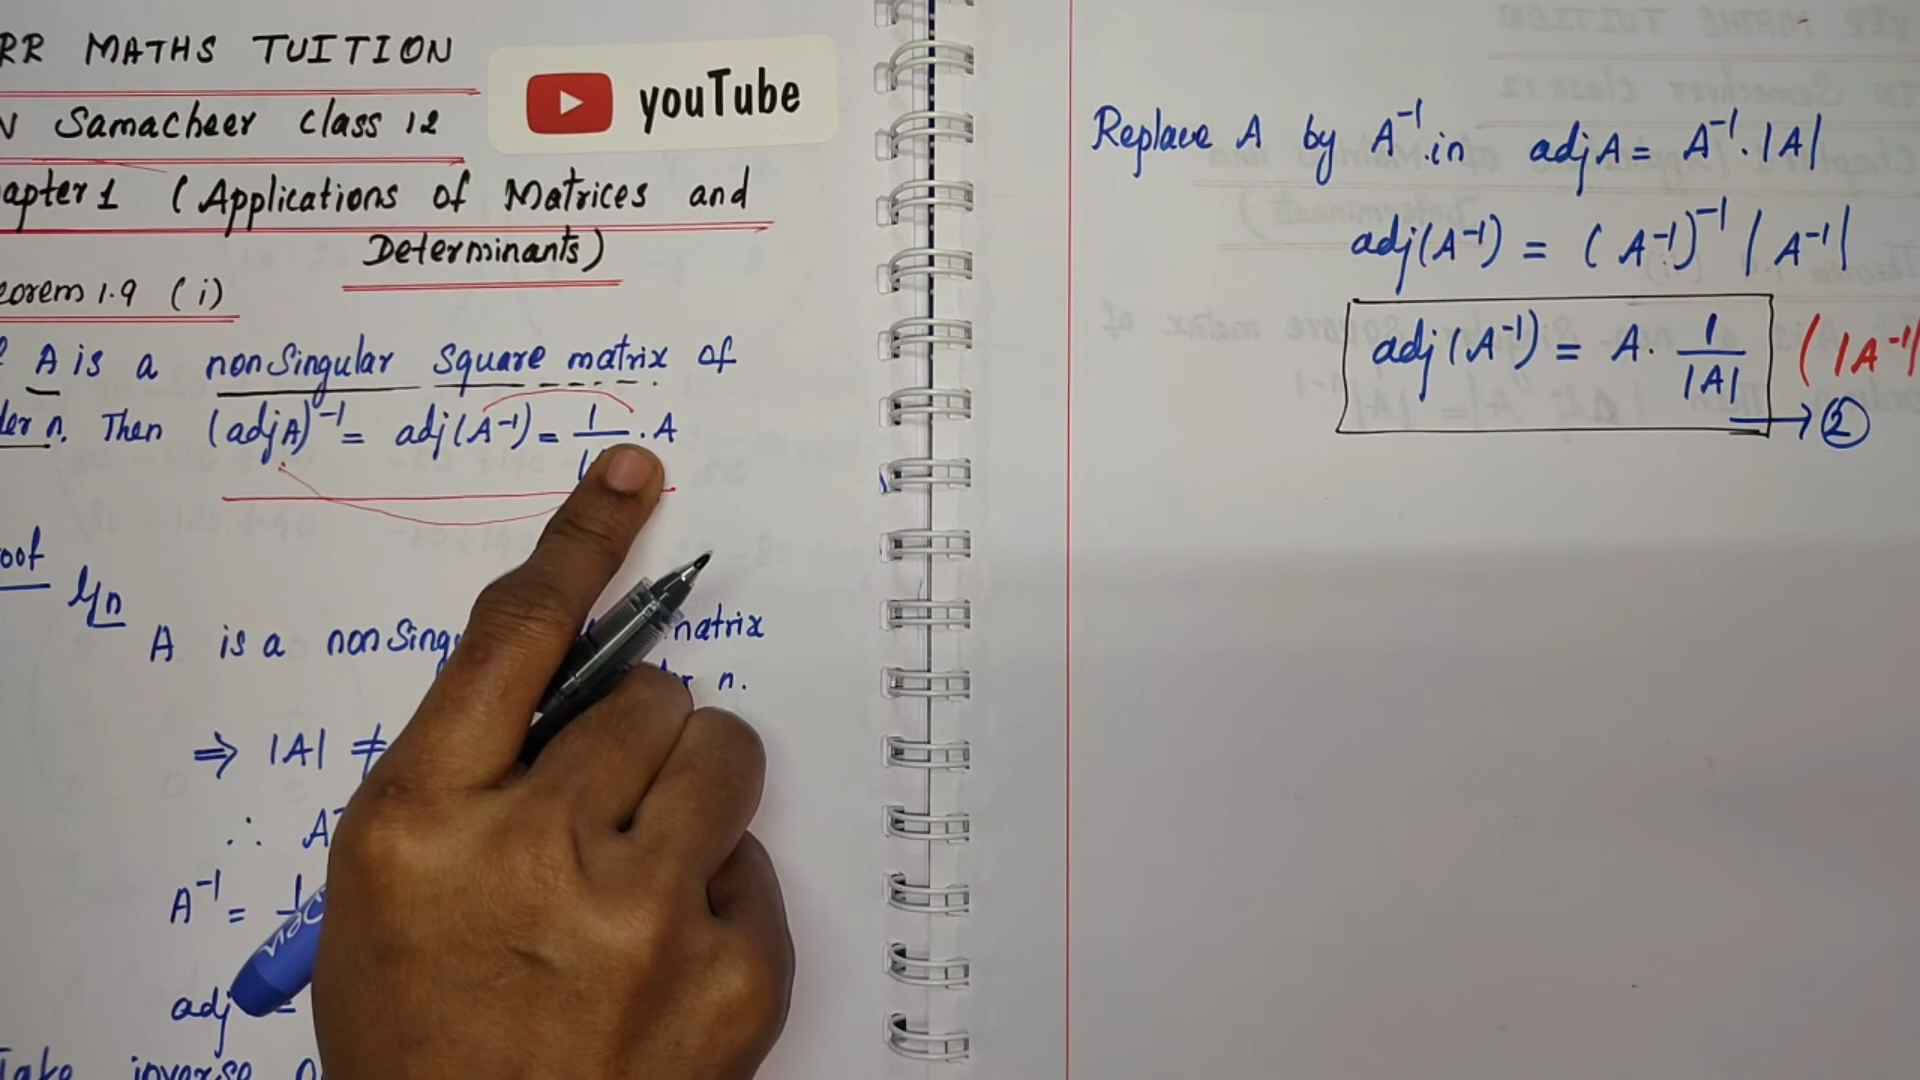 RR MATHS TUITION
youTube
N Samacheer class 12
apter 1 ( Applications of Matrices and
Determinants)
eorem 1.9 ( i )
f A is a nonSingular Square matrix of
der n. Then (adjA)⁻¹ = adj(A⁻¹) = 1/|. A
oof
A is a nonSing natrix
n.
⇒ |A| ≠
∴ A
A⁻¹ = 1
adj =
Take inverse o
Replace A by A⁻¹ in adj A = A⁻¹ . |A|
adj(A⁻¹) = ( A⁻¹)⁻¹ | A⁻¹ |
adj(A⁻¹) = A. 1/|A| ( |A⁻¹|
→ ②